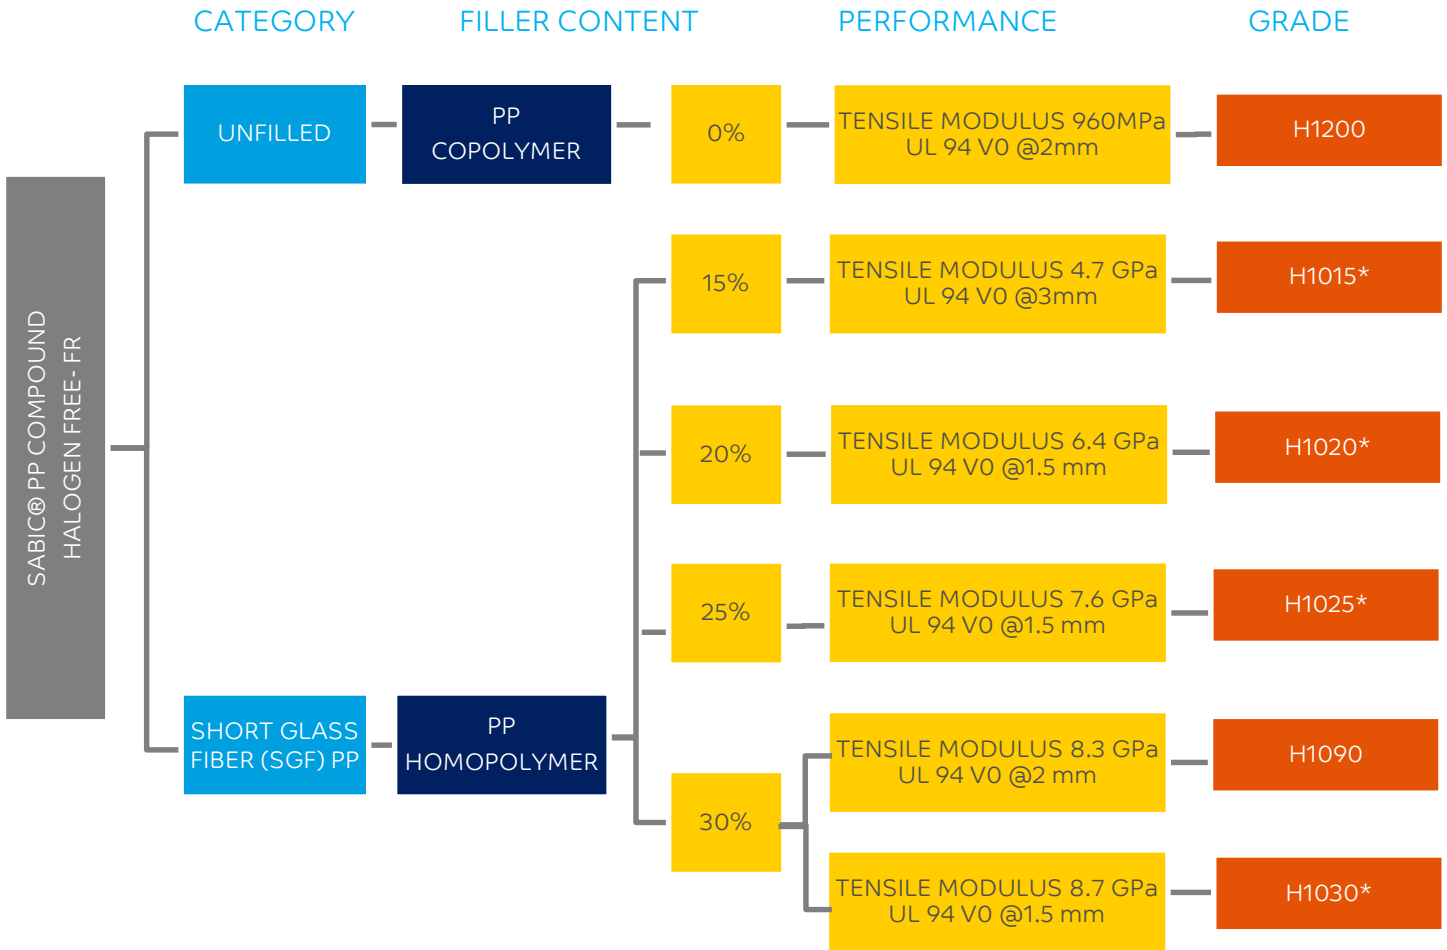 CATEGORY
FILLER CONTENT
PERFORMANCE
GRADE
SABIC® PP COMPOUND
HALOGEN FREE- FR
UNFILLED
PP
COPOLYMER
0%
TENSILE MODULUS 960MPa
UL 94 V0 @2mm
H1200
15%
TENSILE MODULUS 4.7 GPa
UL 94 V0 @3mm
H1015*
20%
TENSILE MODULUS 6.4 GPa
UL 94 V0 @1.5 mm
H1020*
25%
TENSILE MODULUS 7.6 GPa
UL 94 V0 @1.5 mm
H1025*
SHORT GLASS
FIBER (SGF) PP
PP
HOMOPOLYMER
30%
TENSILE MODULUS 8.3 GPa
UL 94 V0 @2 mm
H1090
TENSILE MODULUS 8.7 GPa
UL 94 V0 @1.5 mm
H1030*